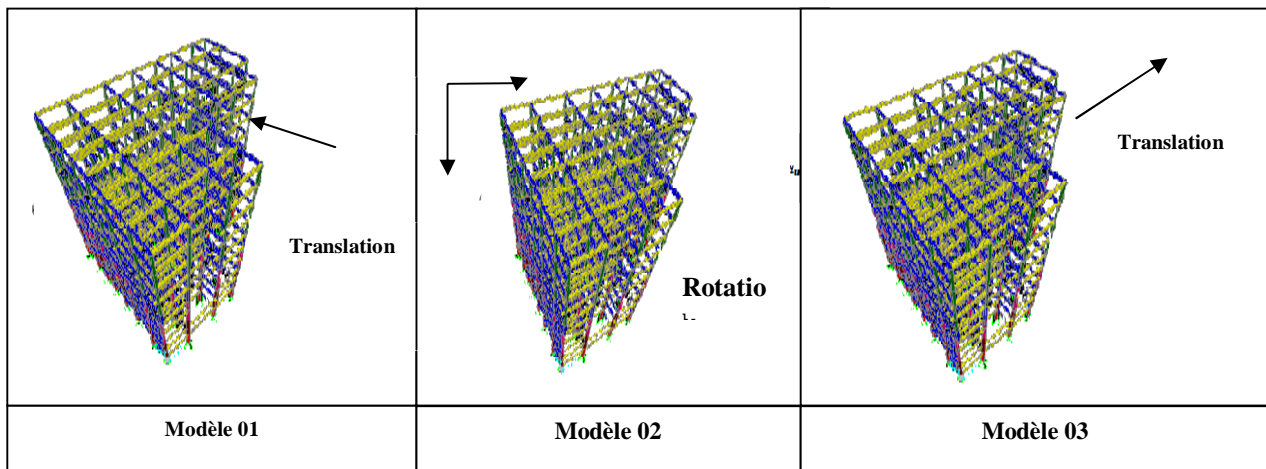 Translation
Rotatio
Translation
Modèle 01
Modèle 02
Modèle 03